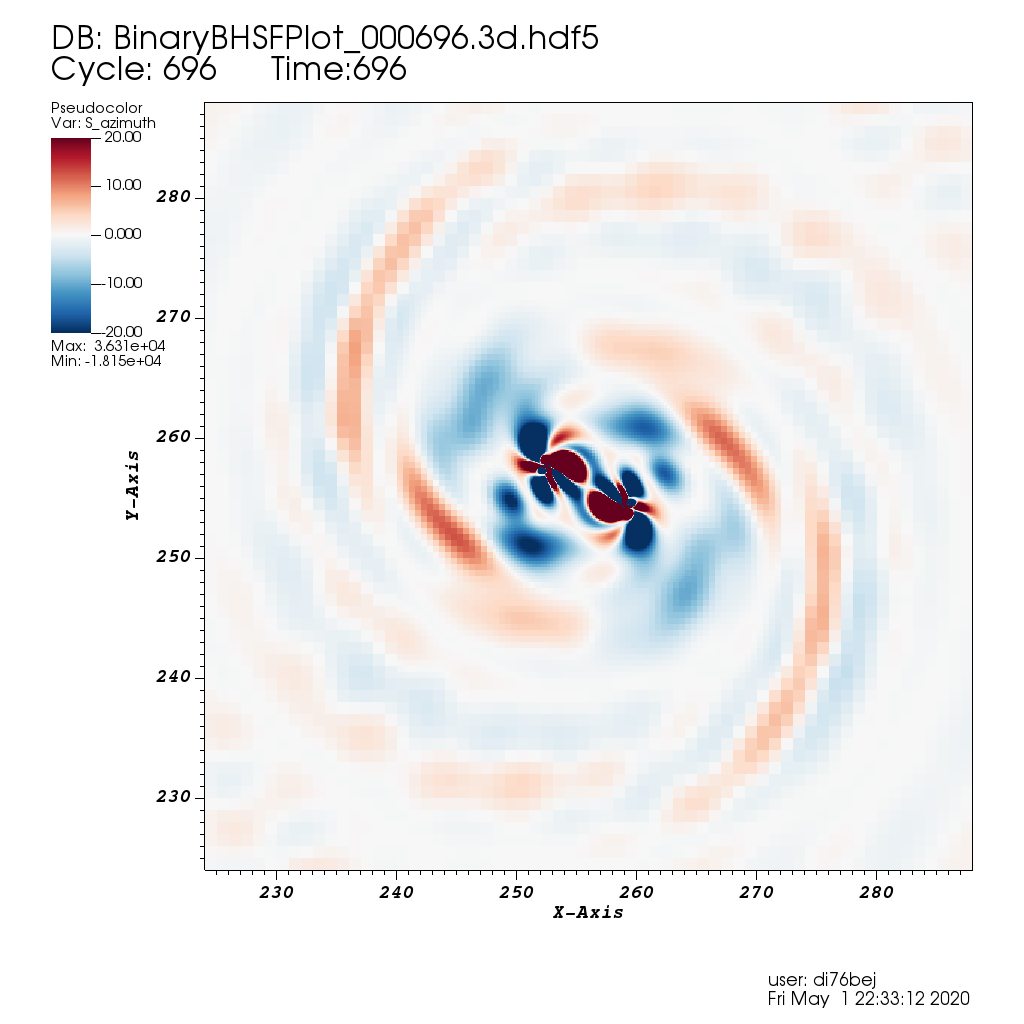 DB: BinaryBHSFPlot_000696.3d.hdf5
Cycle: 696 Time:696
Pseudocolor
Var: S_azimuth
20.00
10.00
0.000
-10.00
-20.00
Max: 3.631e+04
Min: -1.815e+04
280
270
260
250
240
230
Y-Axis
230 240 250 260 270 280
X-Axis
user: di76bej
Fri May 1 22:33:12 2020